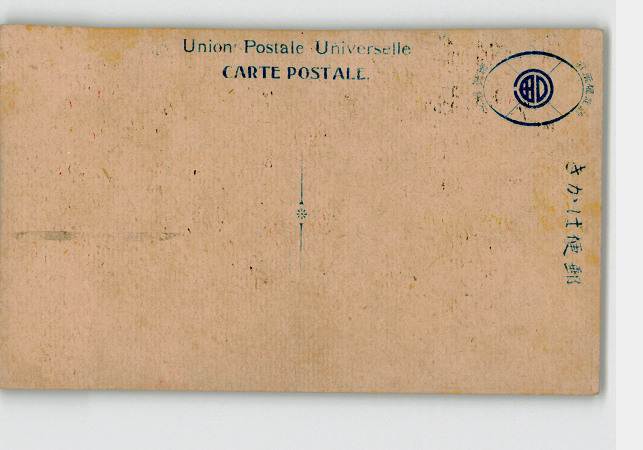 Union Postale Universelle
CARTE POSTALE.
きかは便郵